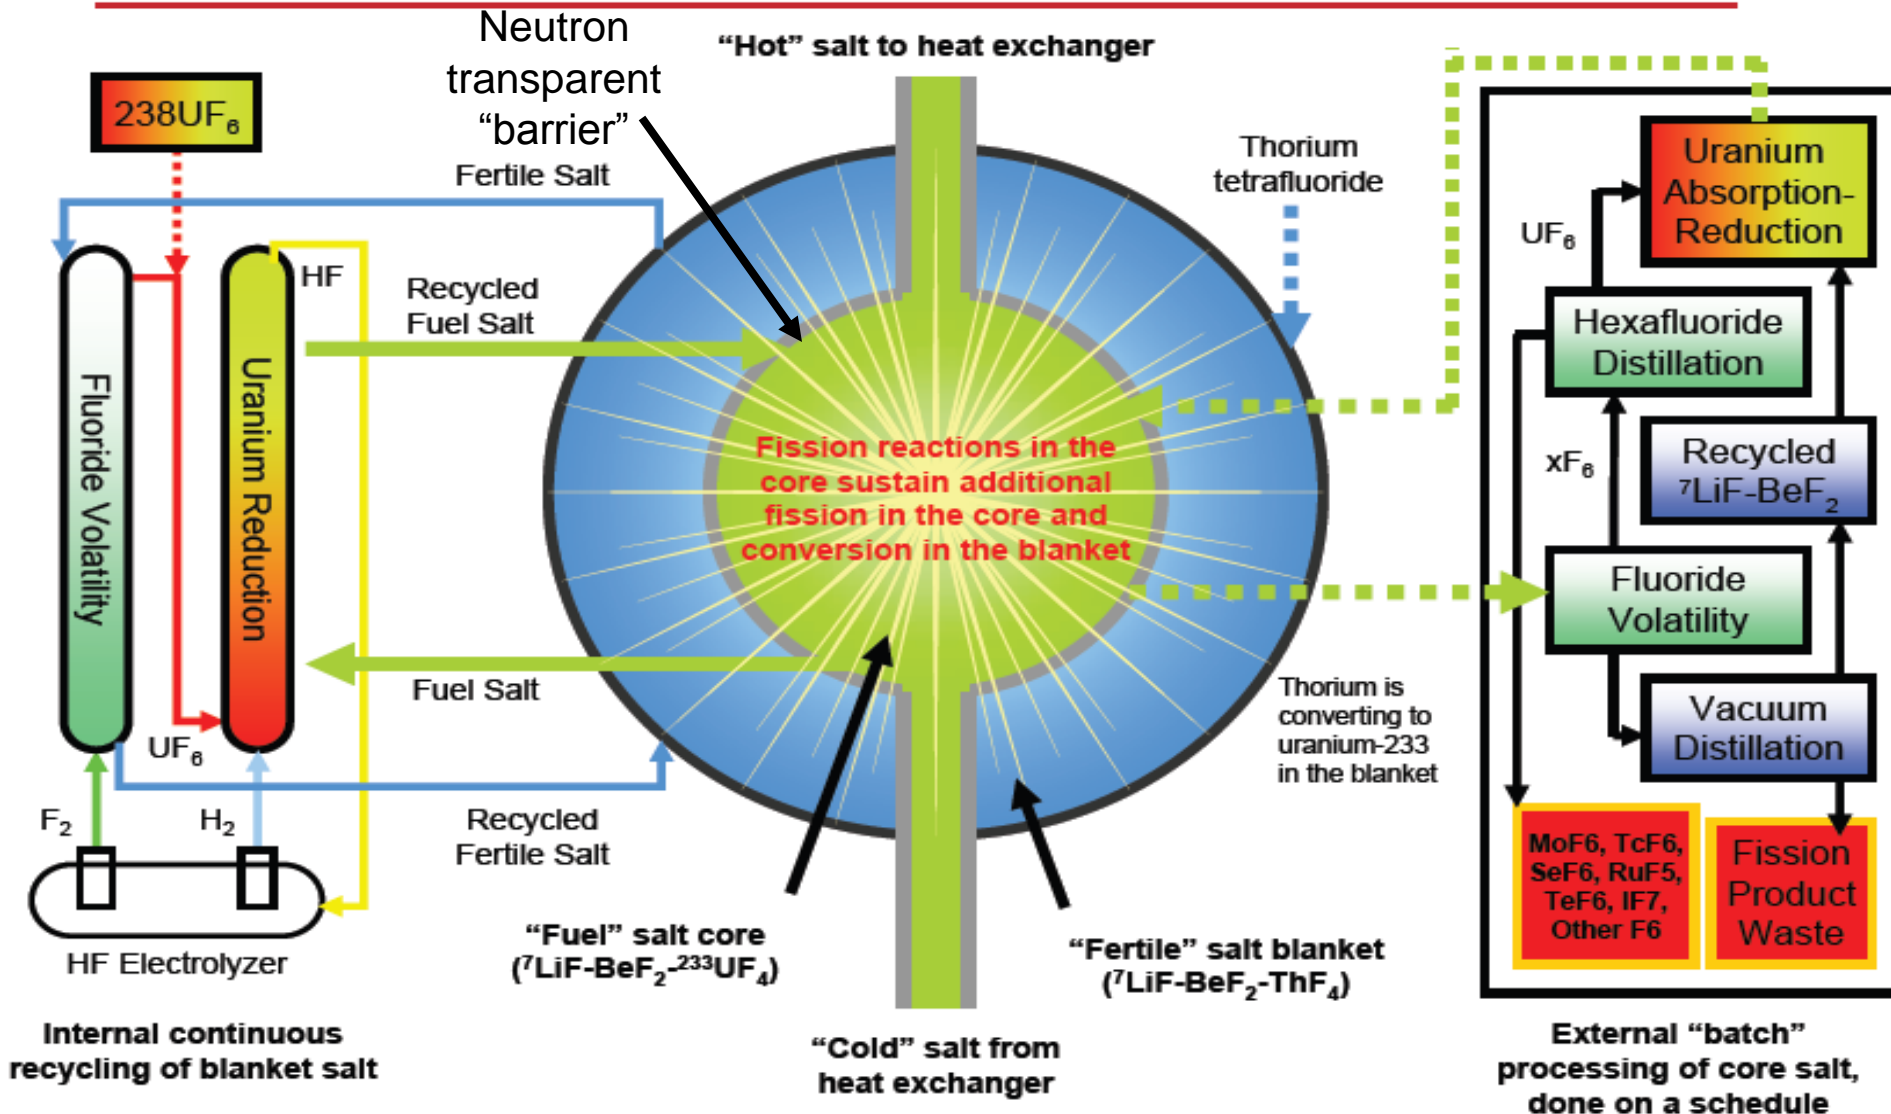 Neutron
transparent
“barrier”
“Hot” salt to heat exchanger
238UF₆
Fertile Salt
Thorium
tetrafluoride
HF
Recycled
Fuel Salt
Fluoride Volatility
Uranium Reduction
Fission reactions in the
core sustain additional
fission in the core and
conversion in the blanket
Fuel Salt
UF₆
F₂
H₂
Recycled
Fertile Salt
HF Electrolyzer
Internal continuous
recycling of blanket salt
“Fuel” salt core
(⁷LiF-BeF₂-²³³UF₄)
“Cold” salt from
heat exchanger
“Fertile” salt blanket
(⁷LiF-BeF₂-ThF₄)
Thorium is
converting to
uranium-233
in the blanket
Uranium
Absorption-
Reduction
UF₆
Hexafluoride
Distillation
xF₆
Recycled
⁷LiF-BeF₂
Fluoride
Volatility
Vacuum
Distillation
MoF6, TcF6,
SeF6, RuF5,
TeF6, IF7,
Other F6
Fission
Product
Waste
External “batch”
processing of core salt,
done on a schedule